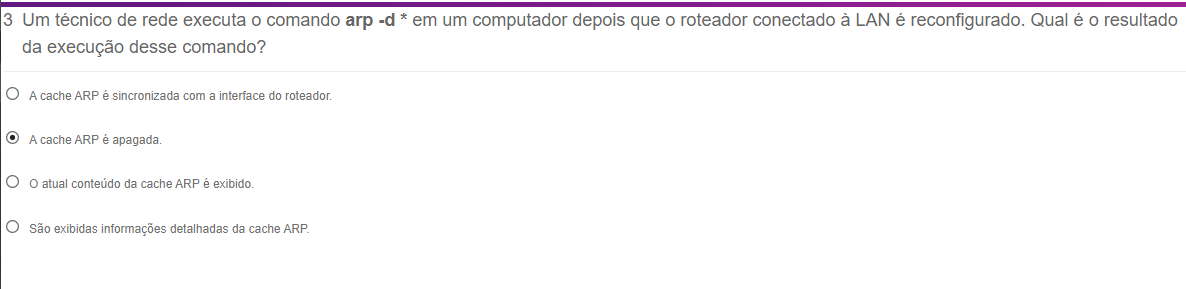 3 Um técnico de rede executa o comando arp -d * em um computador depois que o roteador conectado à LAN é reconfigurado. Qual é o resultado
da execução desse comando?
A cache ARP é sincronizada com a interface do roteador.
A cache ARP é apagada.
O atual conteúdo da cache ARP é exibido.
São exibidas informações detalhadas da cache ARP.